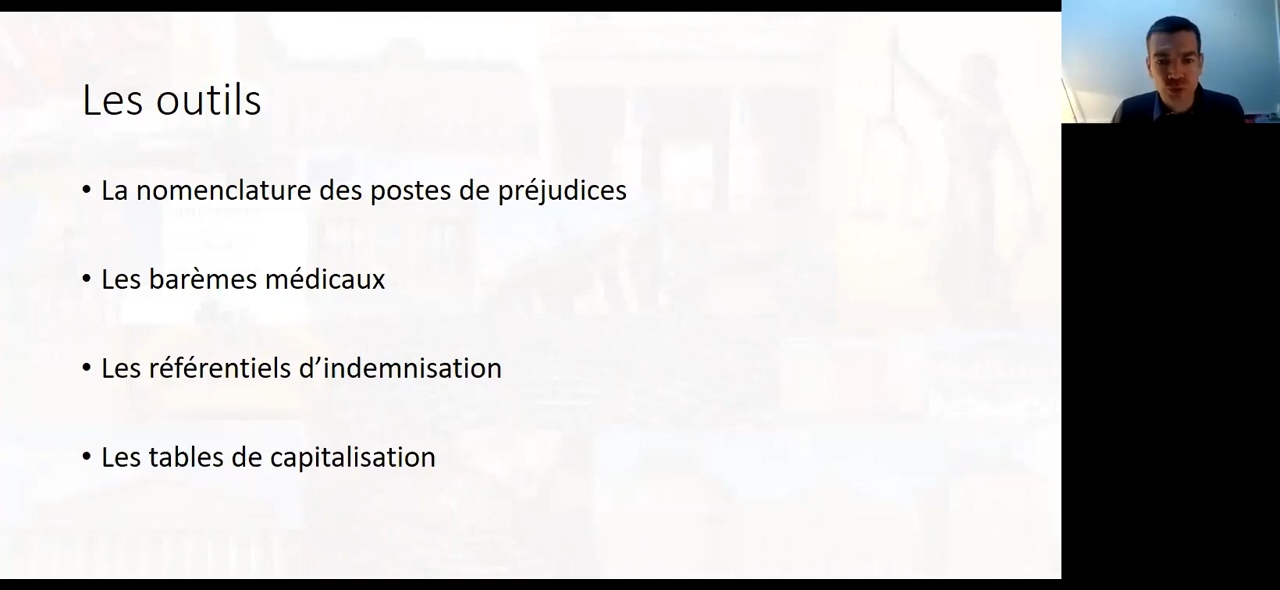 Les outils
• La nomenclature des postes de préjudices
• Les barèmes médicaux
• Les référentiels d’indemnisation
• Les tables de capitalisation